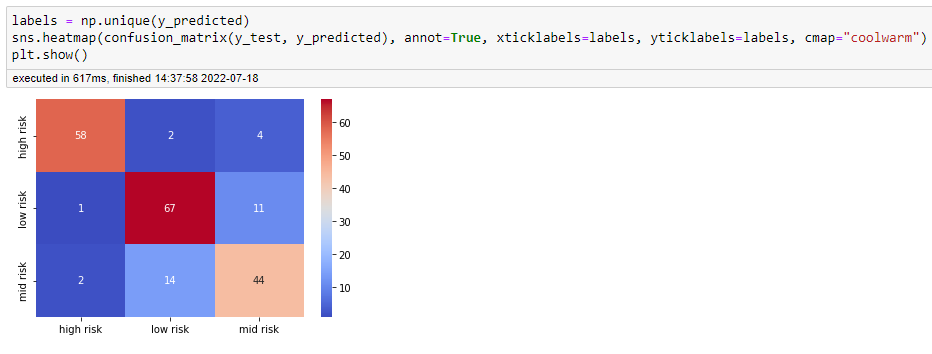 labels = np.unique(y_predicted)
sns.heatmap(confusion_matrix(y_test, y_predicted), annot=True, xticklabels=labels, yticklabels=labels, cmap="coolwarm")
plt.show()
executed in 617ms, finished 14:37:58 2022-07-18
high risk
58
2
4
low risk
1
67
11
mid risk
2
14
44
high risk
low risk
mid risk
60
50
40
30
20
10